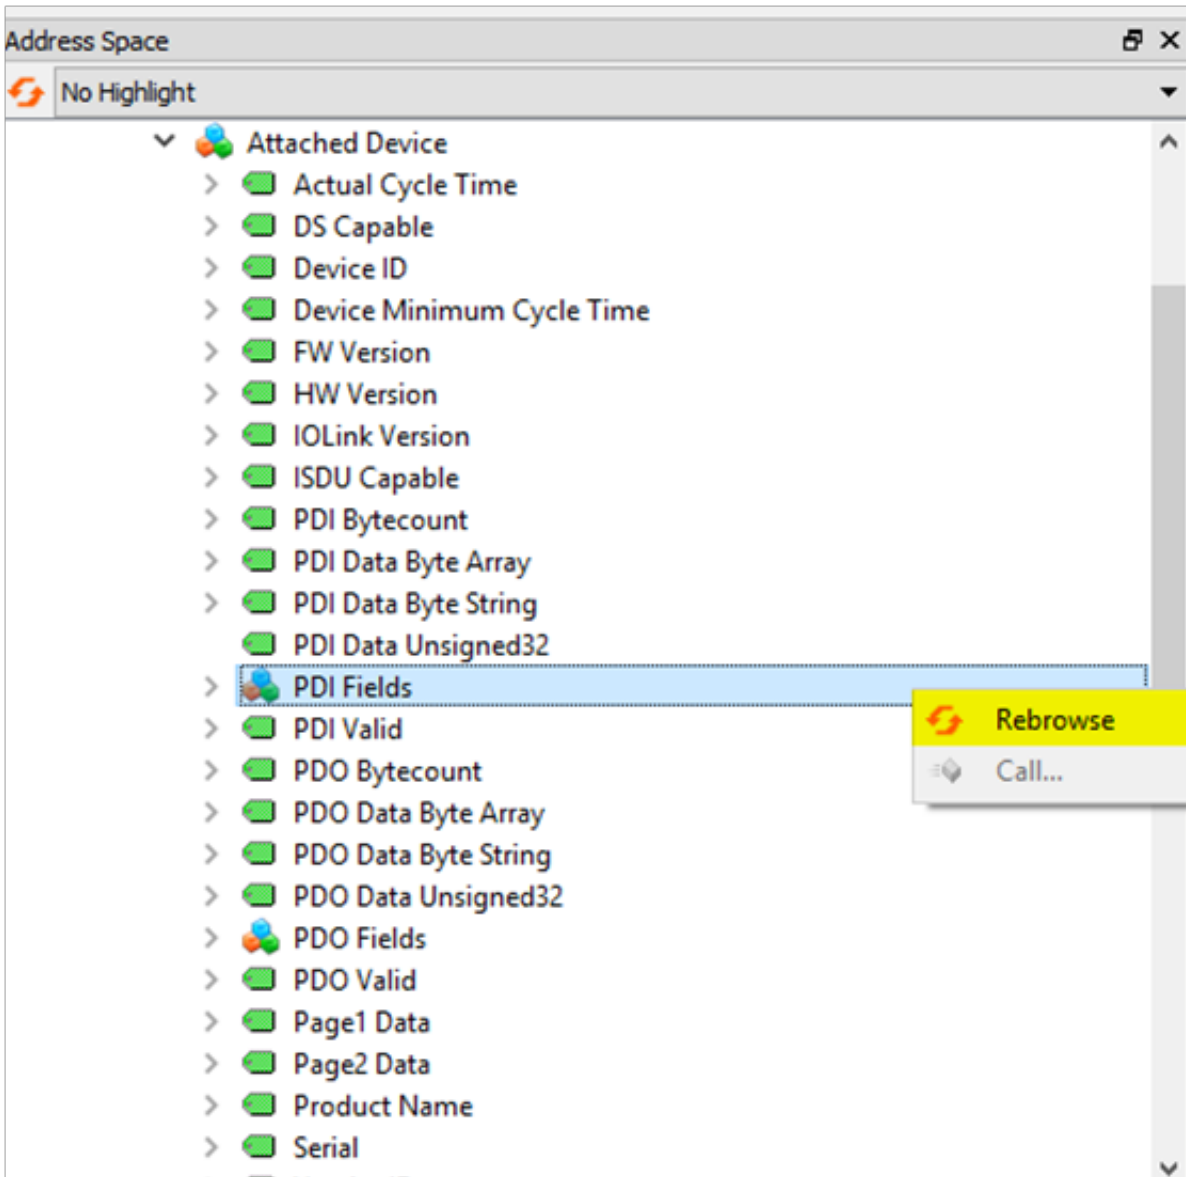 Address Space
No Highlight
Attached Device
Actual Cycle Time
DS Capable
Device ID
Device Minimum Cycle Time
FW Version
HW Version
IOLink Version
ISDU Capable
PDI Bytecount
PDI Data Byte Array
PDI Data Byte String
PDI Data Unsigned32
PDI Fields
PDI Valid
Rebrowse
PDO Bytecount
Call...
PDO Data Byte Array
PDO Data Byte String
PDO Data Unsigned32
PDO Fields
PDO Valid
Page1 Data
Page2 Data
Product Name
Serial